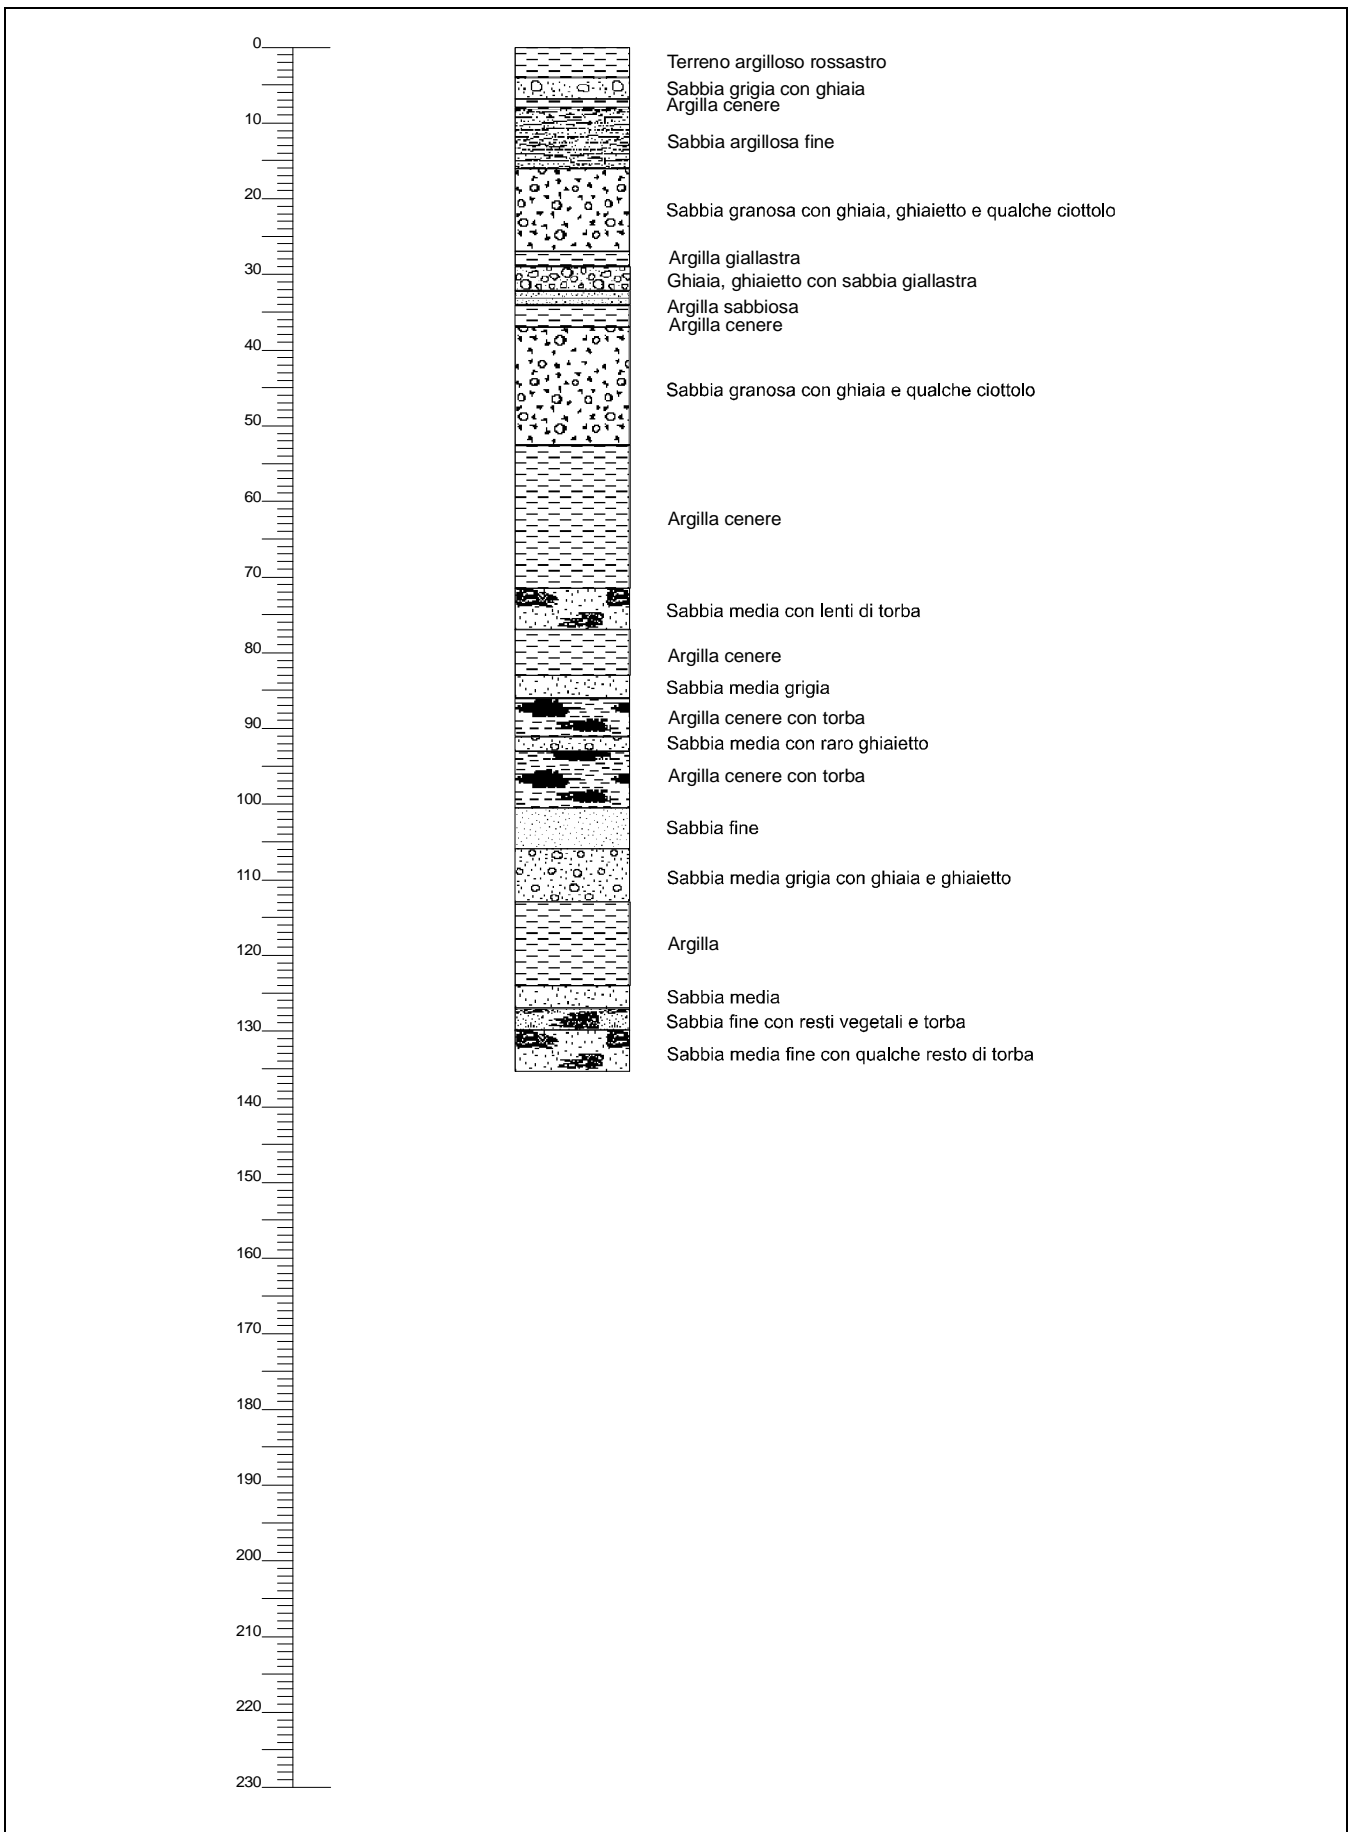 0
Terreno argilloso rossastro
Sabbia grigia con ghiaia
Argilla cenere
10
Sabbia argillosa fine
20
Sabbia granosa con ghiaia, ghiaietto e qualche ciottolo
Argilla giallastra
30
Ghiaia, ghiaietto con sabbia giallastra
Argilla sabbiosa
Argilla cenere
40
Sabbia granosa con ghiaia e qualche ciottolo
50
60
Argilla cenere
70
Sabbia media con lenti di torba
80
Argilla cenere
Sabbia media grigia
Argilla cenere con torba
90
Sabbia media con raro ghiaietto
Argilla cenere con torba
100
Sabbia fine
110
Sabbia media grigia con ghiaia e ghiaietto
Argilla
120
Sabbia media
Sabbia fine con resti vegetali e torba
130
Sabbia media fine con qualche resto di torba
140
150
160
170
180
190
200
210
220
230